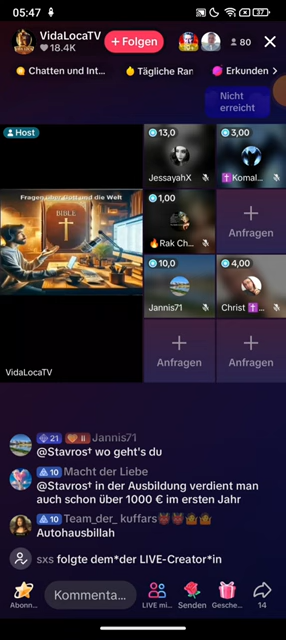 05:47
37
VidaLocaTV
18.4K
+ Folgen
80
Chatten und Int...
Tägliche Ran
Erkunden >
Nicht
erreicht
Host
13,0
3,00
JessayahX
Komal...
Fragen über Gott und die Welt
BIBLE
1,00
+
Rak Ch...
Anfragen
10,0
4,00
Jannis71
Christ
+
+
Anfragen
Anfragen
VidaLocaTV
21
II
Jannis71
@Stavros† wo geht's du
10
Macht der Liebe
@Stavros† in der Ausbildung verdient man
auch schon über 1000 € im ersten Jahr
10
Team_der_ kuffars
Autohausbillah
sxs folgte dem*der LIVE-Creator*in
Abonn...
Kommenta...
LIVE mi...
Senden
Gesche...
14